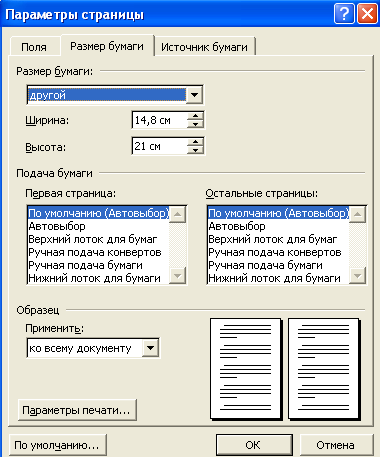 Параметры страницы
Поля Размер бумаги Источник бумаги
Размер бумаги:
другой
Ширина: 14,8 см
Высота: 21 см
Подача бумаги
Первая страница: Остальные страницы:
По умолчанию (Автовыбор) По умолчанию (Автовыбор)
Автовыбор Автовыбор
Верхний лоток для бумаг Верхний лоток для бумаг
Ручная подача конвертов Ручная подача конвертов
Ручная подача бумаги Ручная подача бумаги
Нижний лоток для бумаги Нижний лоток для бумаги
Образец
Применить:
ко всему документу
Параметры печати...
По умолчанию... ОК Отмена